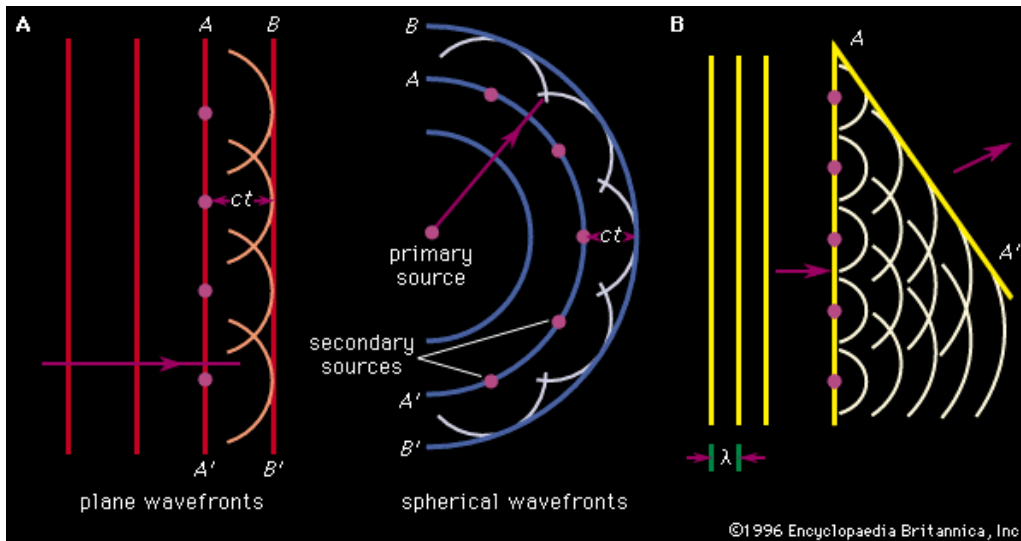 A
A
B
ct
A'
B'
plane wavefronts
B
A
ct
primary
source
secondary
sources
A'
B'
spherical wavefronts
B
A
A'
λ
©1996 Encyclopaedia Britannica, Inc